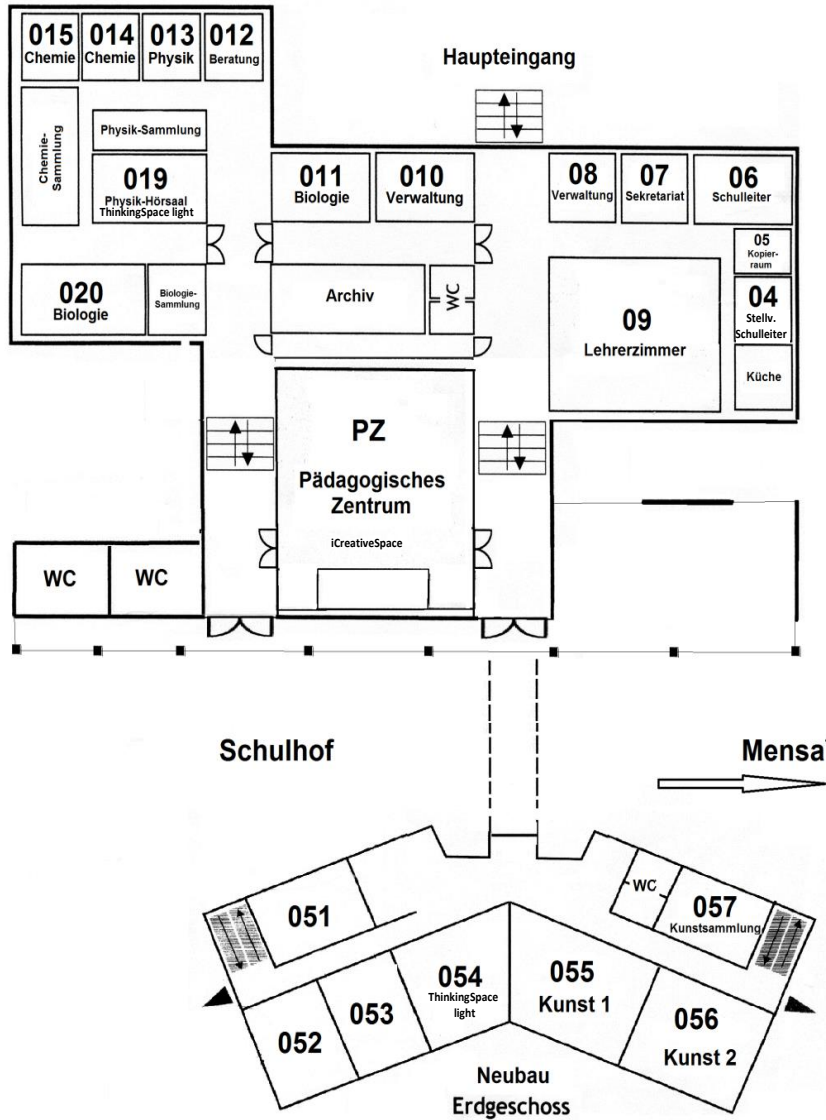 015
Chemie
014
Chemie
013
Physik
012
Beratung
Haupteingang
Chemie-
Sammlung
Physik-Sammlung
019
Physik-Hörsaal
ThinkingSpace light
011
Biologie
010
Verwaltung
08
Verwaltung
07
Sekretariat
06
Schulleiter
05
Kopier-
raum
020
Biologie
Biologie-
Sammlung
Archiv
WC
09
Lehrerzimmer
04
Stellv.
Schulleiter
Küche
PZ
Pädagogisches
Zentrum
iCreativeSpace
WC
WC
Schulhof
Mensa
051
WC
057
Kunstsammlung
052
053
054
ThinkingSpace
light
055
Kunst 1
056
Kunst 2
Neubau
Erdgeschoss